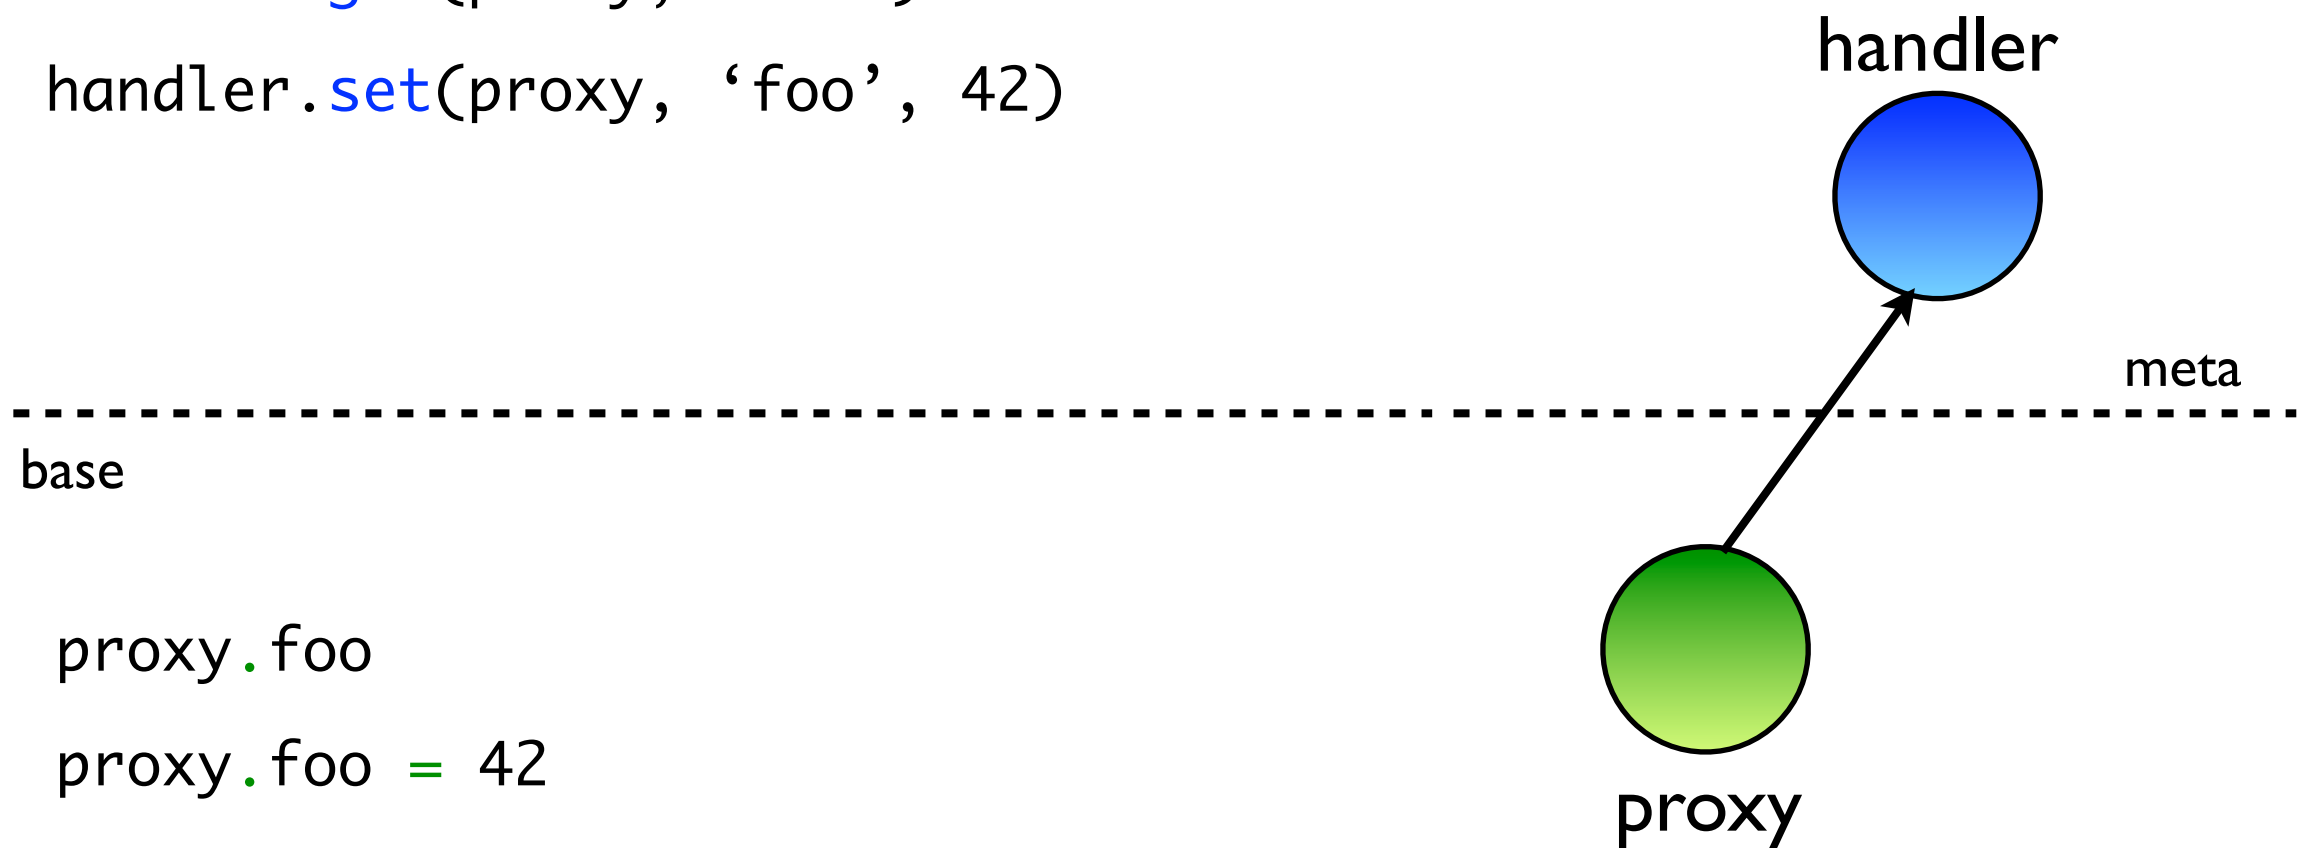 handler.set(proxy, ‘foo’, 42)
handler
meta
base
proxy.foo
proxy.foo = 42
proxy